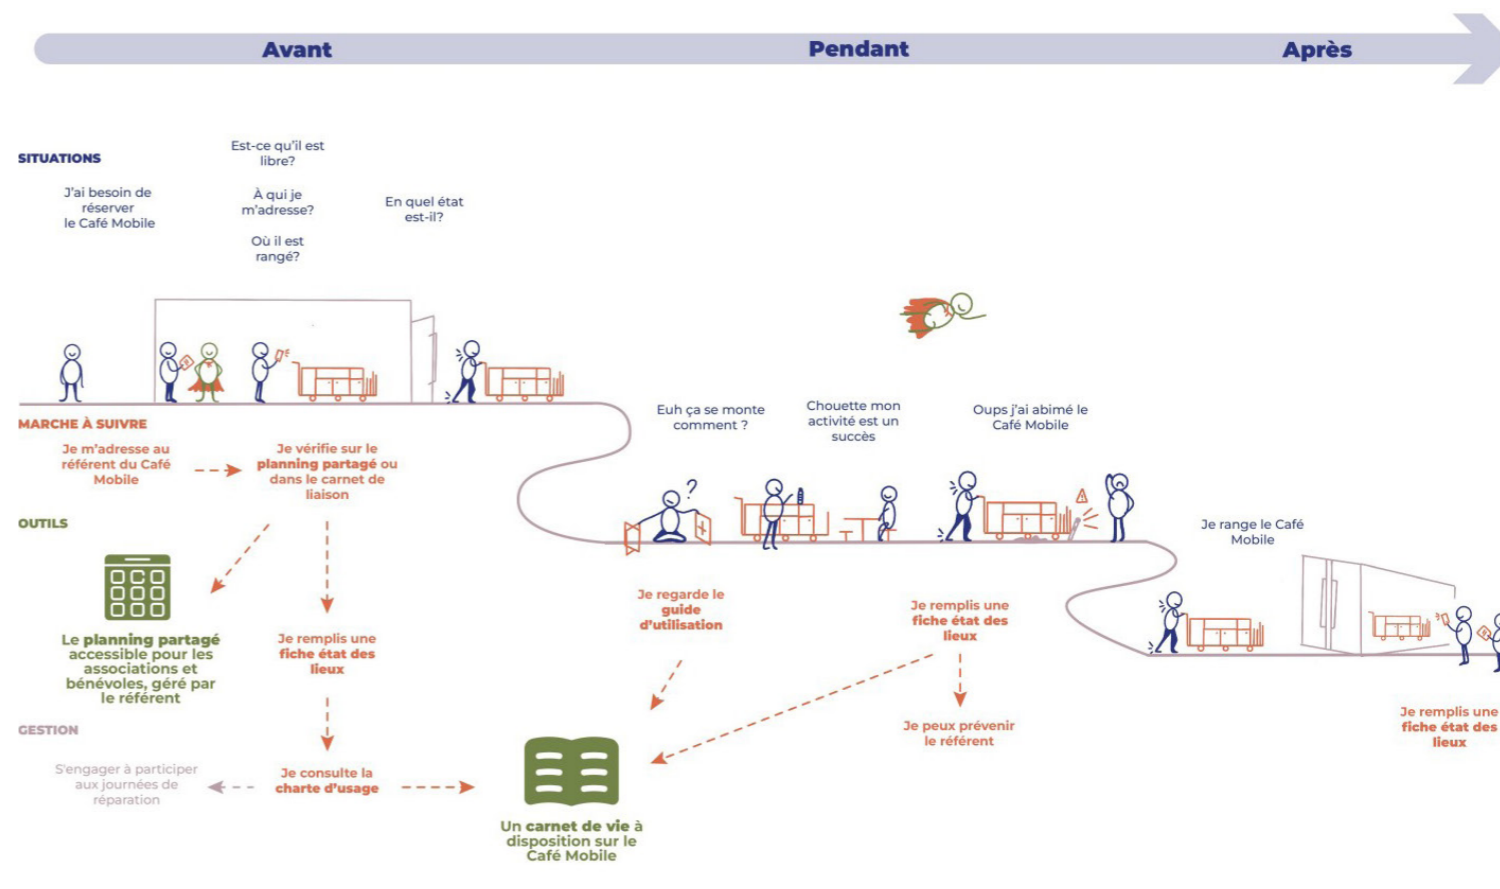 Avant
Pendant
Après
SITUATIONS
J'ai besoin de
réserver
le Café Mobile
Est-ce qu'il est
libre?
À qui je
m'adresse?
Où il est
rangé?
En quel état
est-il?
Euh ça se monte
comment ?
Chouette mon
activité est un
succès
Oups j'ai abimé le
Café Mobile
Je range le Café
Mobile
MARCHE À SUIVRE
Je m'adresse au
référent du Café
Mobile
Je vérifie sur le
planning partagé ou
dans le carnet de
liaison
OUTILS
Le planning partagé
accessible pour les
associations et
bénévoles, géré par
le référent
Je remplis une
fiche état des
lieux
Je regarde le
guide
d'utilisation
Je remplis une
fiche état des
lieux
Je peux prévenir
le référent
Je remplis une
fiche état des
lieux
GESTION
S'engager à participer
aux journées de
réparation
Je consulte la
charte d'usage
Un carnet de vie à
disposition sur le
Café Mobile